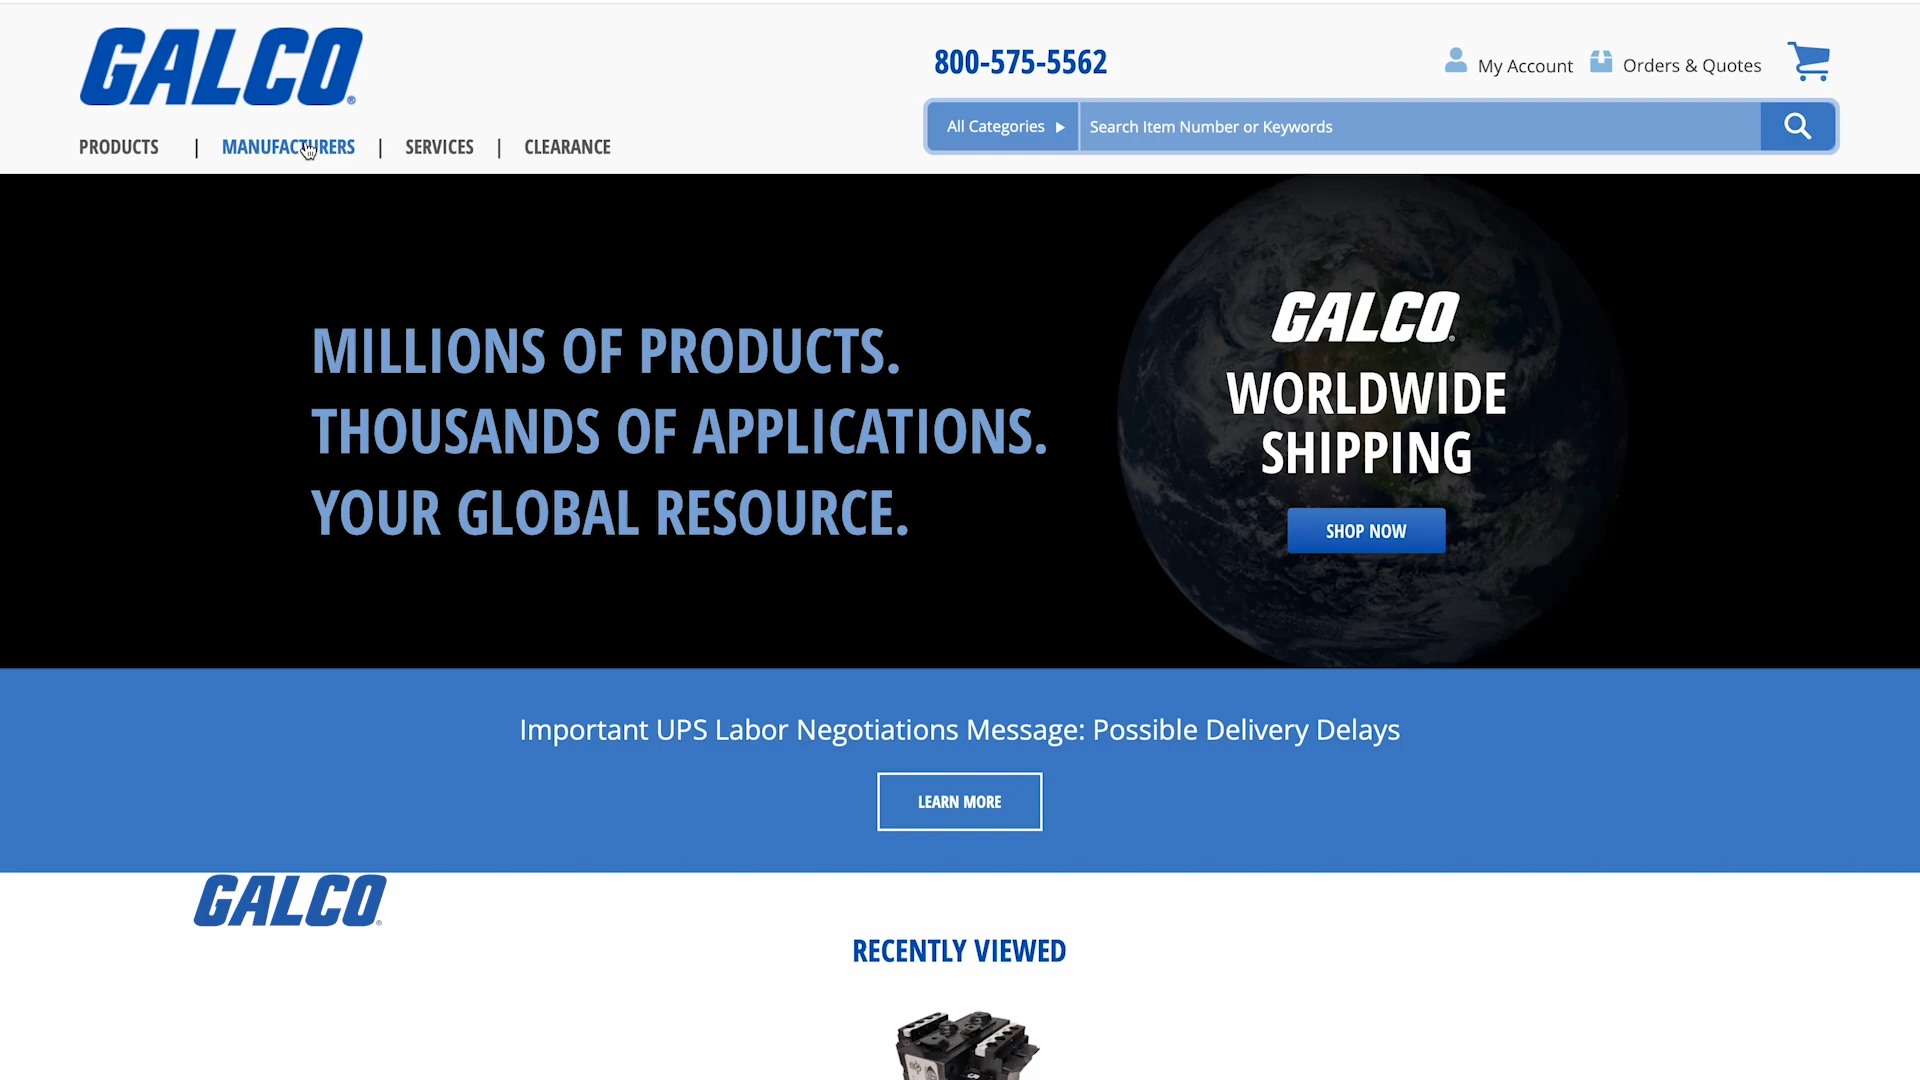 GALCO
800-575-5562
My Account
Orders & Quotes
PRODUCTS | MANUFACTURERS | SERVICES | CLEARANCE
All Categories
Search Item Number or Keywords
MILLIONS OF PRODUCTS.
THOUSANDS OF APPLICATIONS.
YOUR GLOBAL RESOURCE.
GALCO
WORLDWIDE
SHIPPING
SHOP NOW
Important UPS Labor Negotiations Message: Possible Delivery Delays
LEARN MORE
GALCO
RECENTLY VIEWED